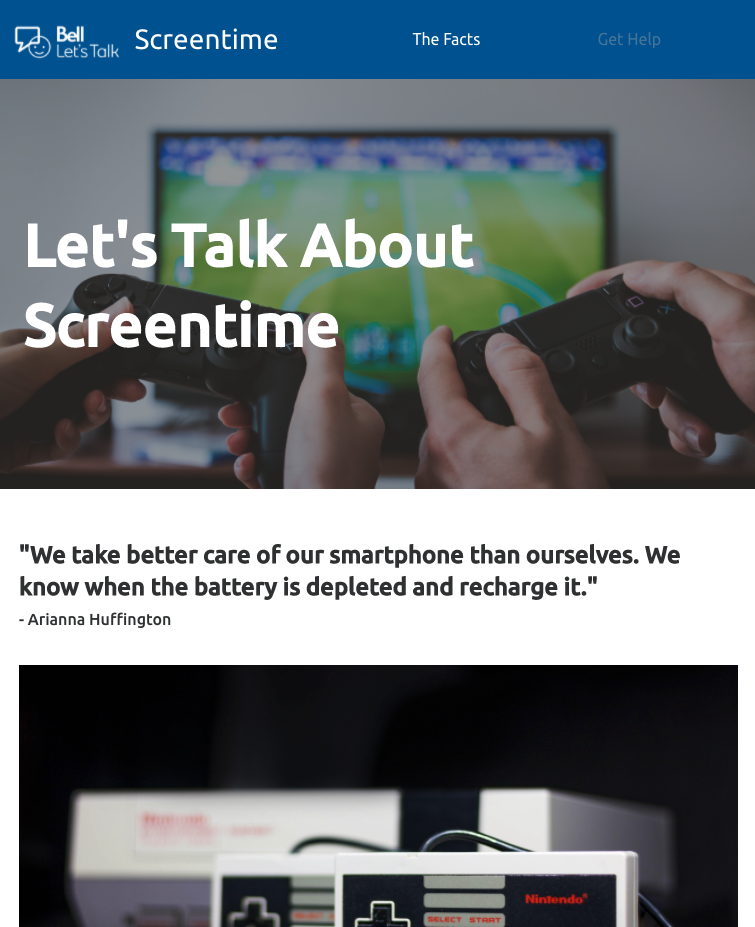 Bell
Let's Talk
Screentime
The Facts
Get Help
Let's Talk About
Screentime
"We take better care of our smartphone than ourselves. We
know when the battery is depleted and recharge it."
- Arianna Huffington
Nintendo
Nintendo®
SELECT START